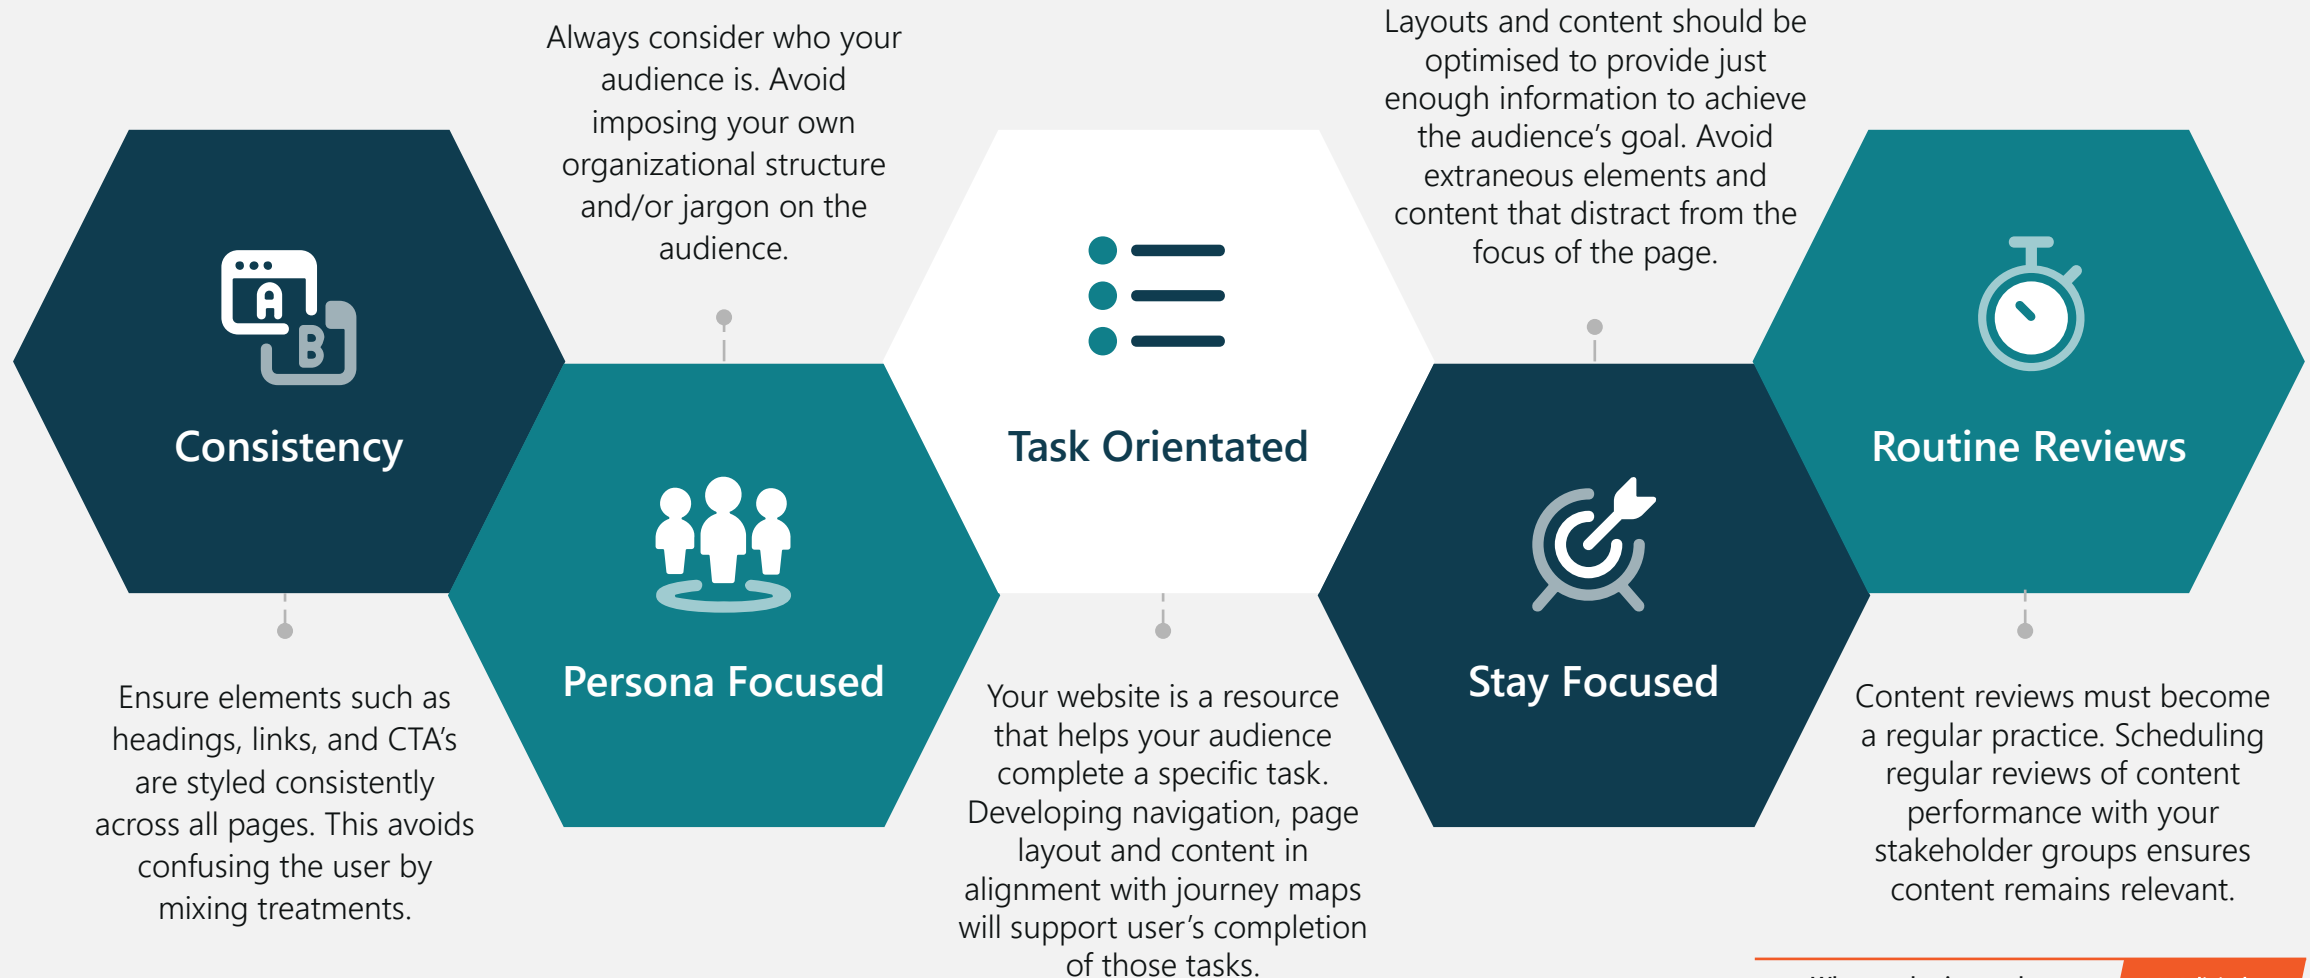 Always consider who your
audience is. Avoid
imposing your own
organizational structure
and/or jargon on the
audience.
Layouts and content should be
optimised to provide just
enough information to achieve
the audience's goal. Avoid
extraneous elements and
content that distract from the
focus of the page.
A
B
Consistency
Persona Focused
Task Orientated
Stay Focused
Routine Reviews
Ensure elements such as
headings, links, and CTA's
are styled consistently
across all pages. This avoids
confusing the user by
mixing treatments.
Your website is a resource
that helps your audience
complete a specific task.
Developing navigation, page
layout and content in
alignment with journey maps
will support user's completion
of those tasks.
Content reviews must become
a regular practice. Scheduling
regular reviews of content
performance with your
stakeholder groups ensures
content remains relevant.